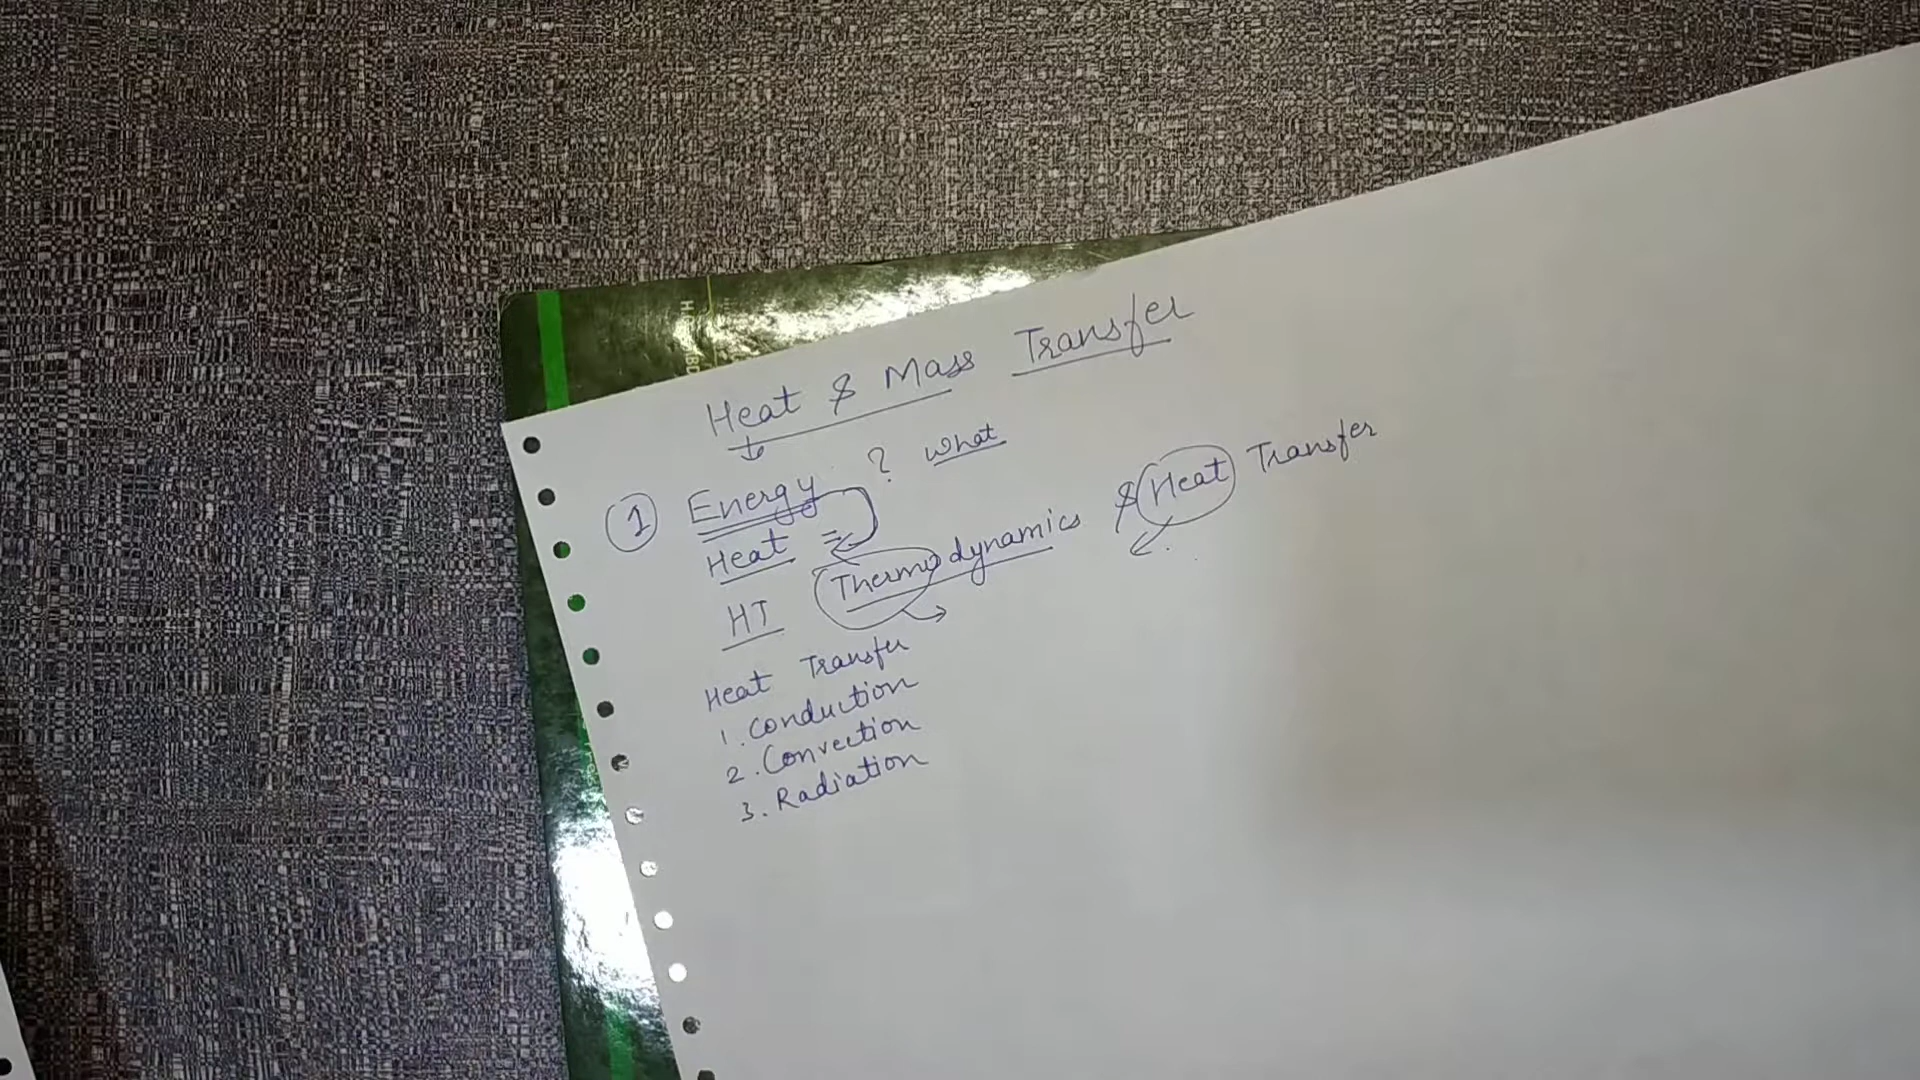 Heat & Mass Transfer
① Energy ? what
Heat =
HT Thermodynamics & Heat Transfer
Heat Transfer
1. Conduction
2. Convection
3. Radiation